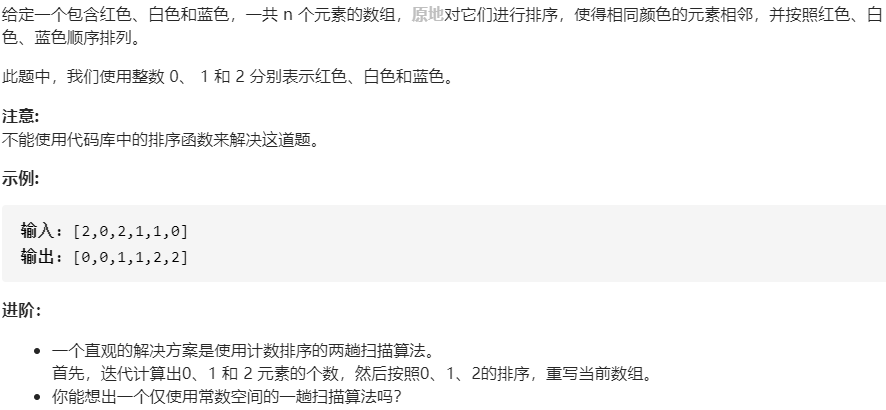 给定一个包含红色、白色和蓝色，一共 n 个元素的数组，原地对它们进行排序，使得相同颜色的元素相邻，并按照红色、白
色、蓝色顺序排列。
此题中，我们使用整数 0、 1 和 2 分别表示红色、白色和蓝色。
注意:
不能使用代码库中的排序函数来解决这道题。
示例:
输入: [2,0,2,1,1,0]
输出: [0,0,1,1,2,2]
进阶：
• 一个直观的解决方案是使用计数排序的两趟扫描算法。
首先，迭代计算出0、1 和 2 元素的个数，然后按照0、1、2的排序，重写当前数组。
• 你能想出一个仅使用常数空间的一趟扫描算法吗？